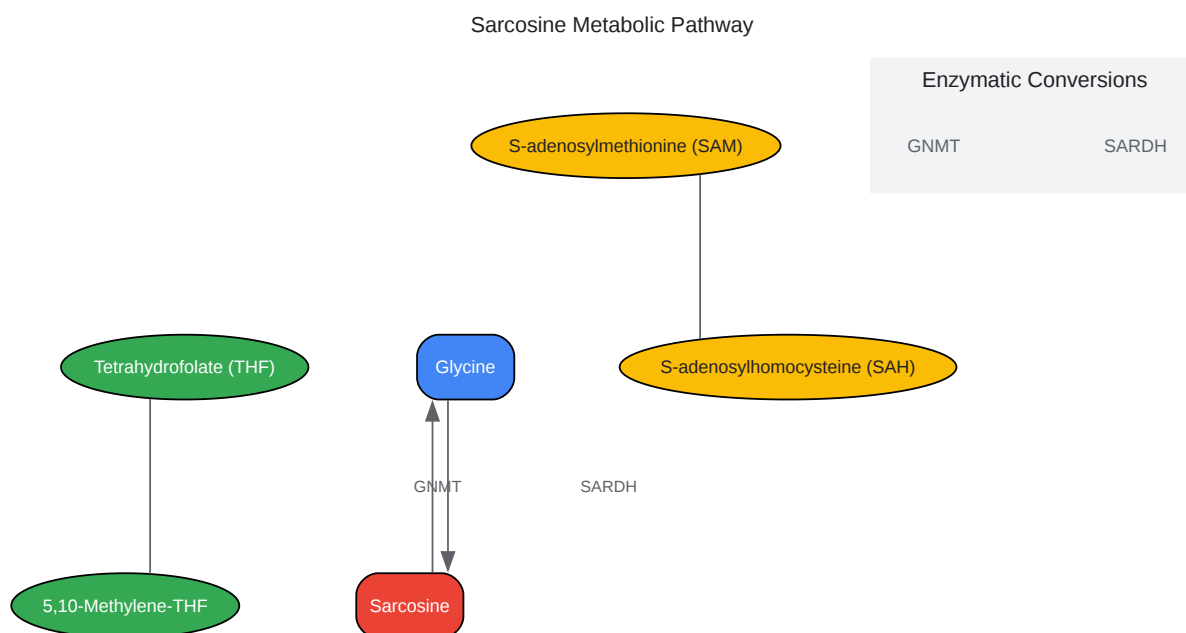 Sarcosine Metabolic Pathway
Enzymatic Conversions
S-adenosylmethionine (SAM)
GNMT
SARDH
Tetrahydrofolate (THF)
Glycine
S-adenosylhomocysteine (SAH)
GNMT
SARDH
5,10-Methylene-THF
Sarcosine